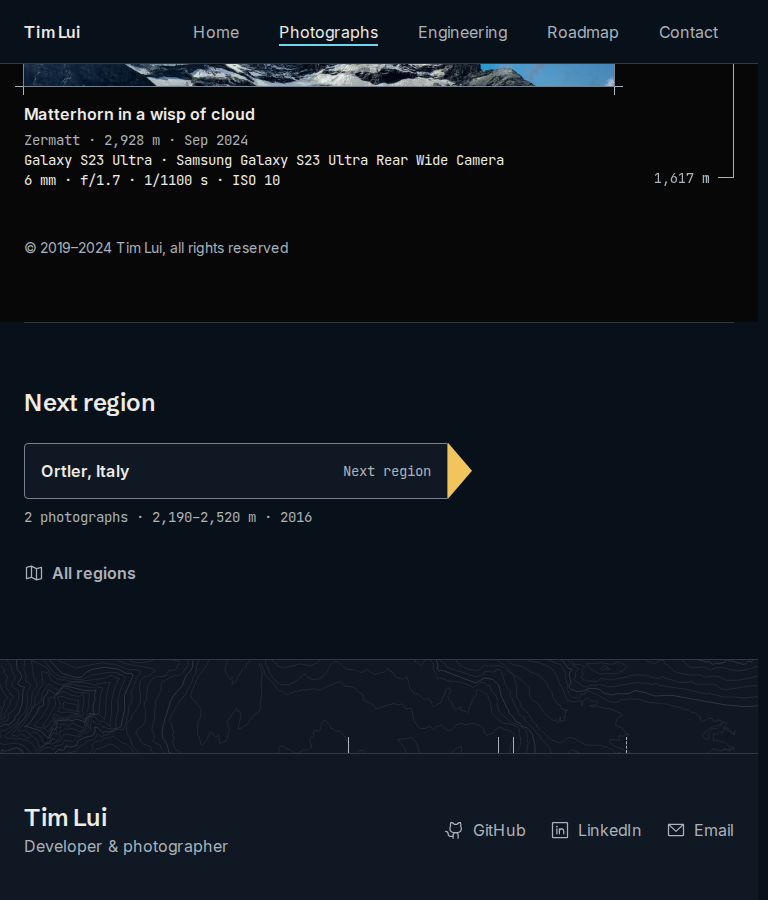 Tim Lui
Home
Photographs
Engineering
Roadmap
Contact
Matterhorn in a wisp of cloud
Zermatt · 2,928 m · Sep 2024
Galaxy S23 Ultra · Samsung Galaxy S23 Ultra Rear Wide Camera
6 mm · f/1.7 · 1/1100 s · ISO 10
1,617 m
© 2019–2024 Tim Lui, all rights reserved
Next region
Ortler, Italy
Next region
2 photographs · 2,190–2,520 m · 2016
All regions
Tim Lui
Developer & photographer
GitHub
LinkedIn
Email